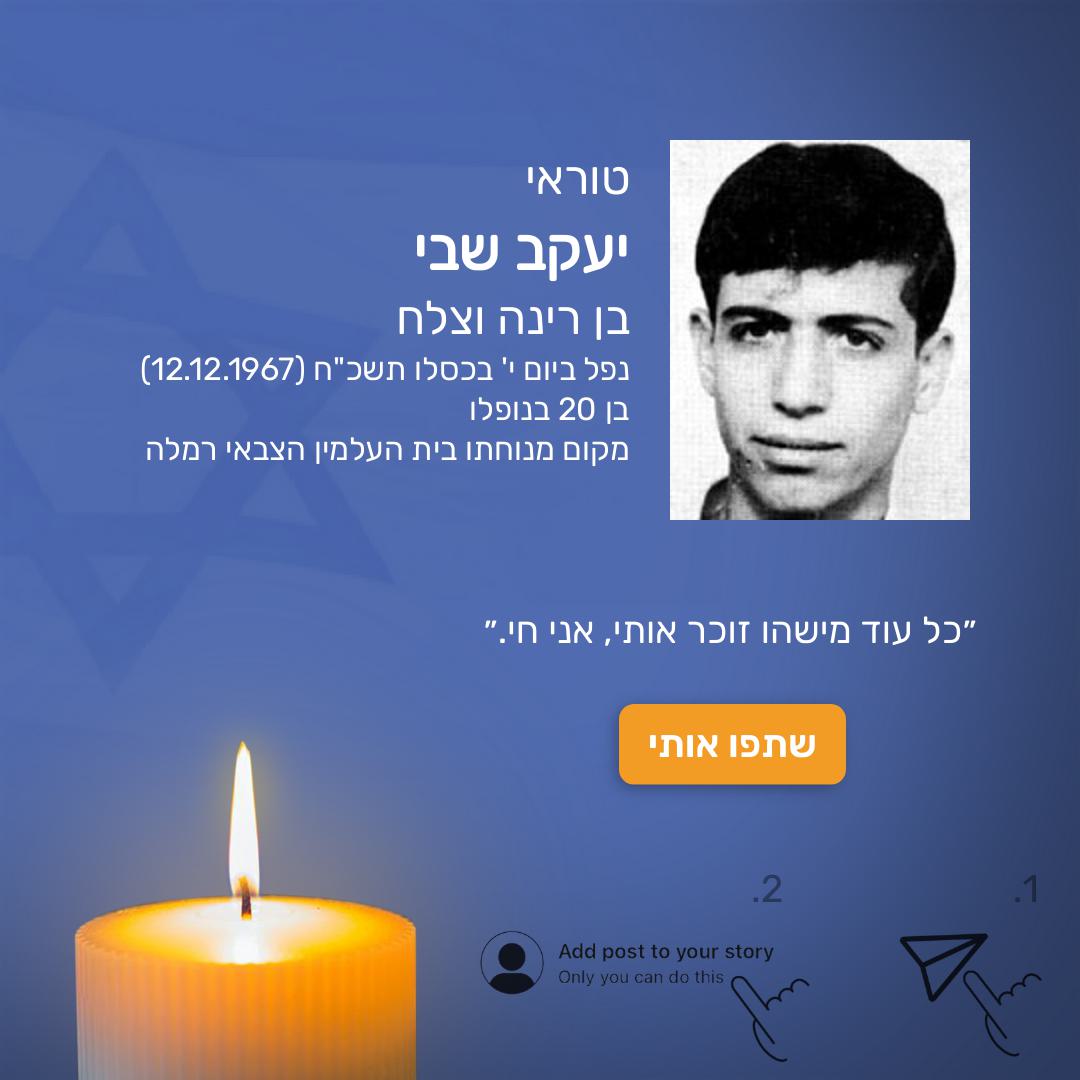 טוראי
יעקב שבי
בן רינה וצלח
נפל ביום י' בכסלו תשכ"ח (12.12.1967)
בן 20 בנופלו
מקום מנוחתו בית העלמין הצבאי רמלה
״כל עוד מישהו זוכר אותי, אני חי.״
שתפו אותי
.1
.2
Add post to your story
Only you can do this